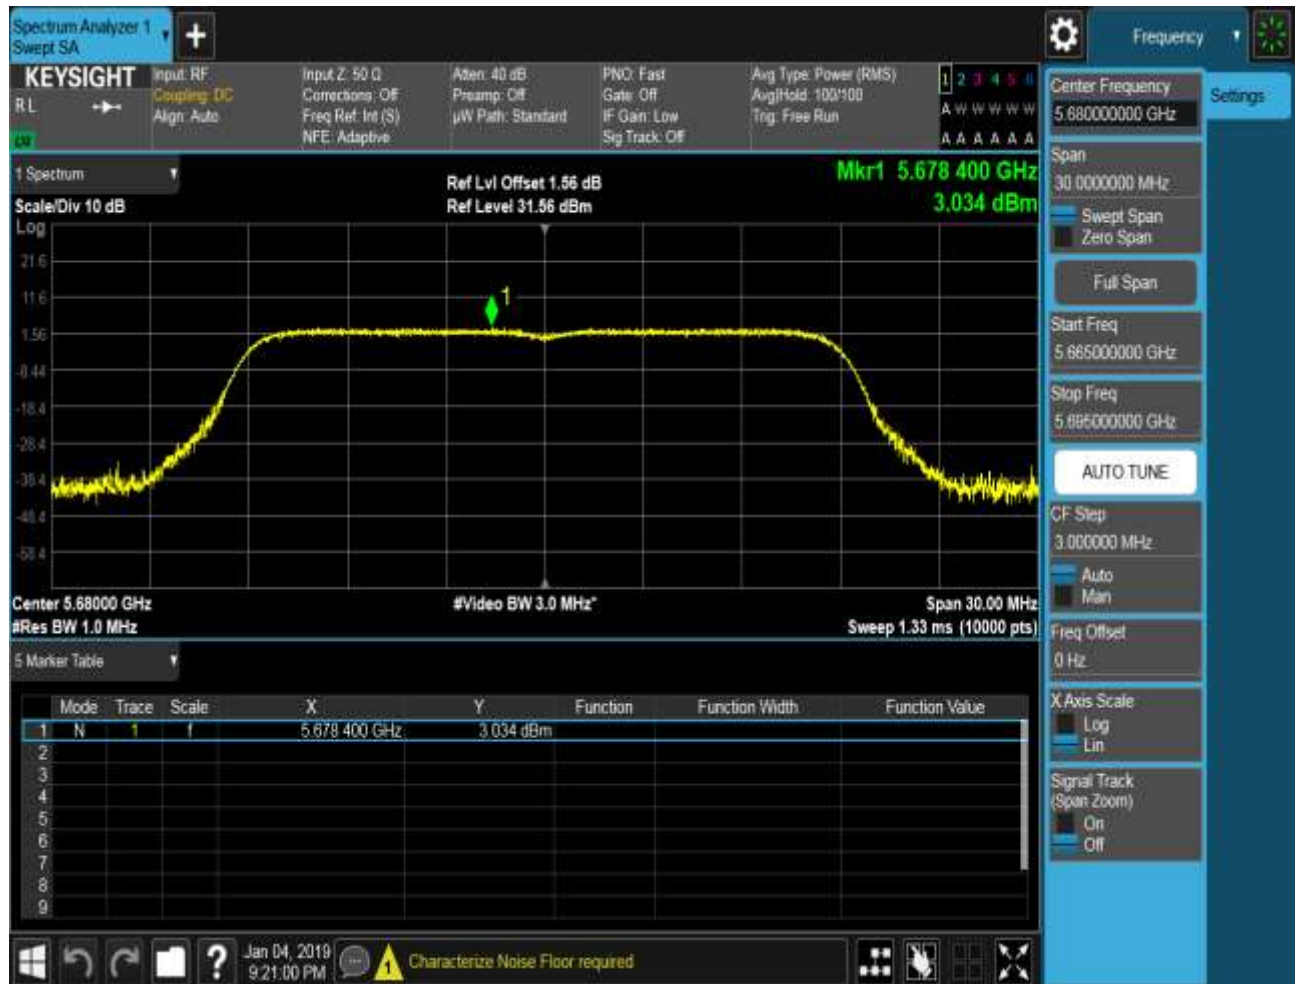 Spectrum Analyzer 1
Swept SA
+
Frequency
KEYSIGHT
RL
Input: RF
Coupling: DC
Align: Auto
Input Z: 50 Ω
Corrections: Off
Freq Ref: Int (S)
NFE: Adaptive
Atten: 40 dB
Preamp: Off
µW Path: Standard
PNO: Fast
Gate: Off
IF Gain: Low
Sig Track: Off
Avg Type: Power (RMS)
Avg|Hold: 100/100
Trig: Free Run
1 2 3 4 5 6
A W W W W W
A A A A A A
1 Spectrum
Scale/Div 10 dB
Ref Lvl Offset 1.56 dB
Ref Level 31.56 dBm
Mkr1 5.678 400 GHz
3.034 dBm
Log
21.6
11.6
1.56
-8.44
-18.4
-28.4
-38.4
-48.4
-58.4
1
Center 5.68000 GHz
#Res BW 1.0 MHz
#Video BW 3.0 MHz*
Span 30.00 MHz
Sweep 1.33 ms (10000 pts)
5 Marker Table
Mode Trace Scale X Y Function Function Width Function Value
1 N 1 f 5.678 400 GHz 3.034 dBm
2
3
4
5
6
7
8
9
Jan 04, 2019
9:21:00 PM
Characterize Noise Floor required
Center Frequency
5.680000000 GHz
Settings
Span
30.0000000 MHz
Swept Span
Zero Span
Full Span
Start Freq
5.665000000 GHz
Stop Freq
5.695000000 GHz
AUTO TUNE
CF Step
3.000000 MHz
Auto
Man
Freq Offset
0 Hz
X Axis Scale
Log
Lin
Signal Track
(Span Zoom)
On
Off